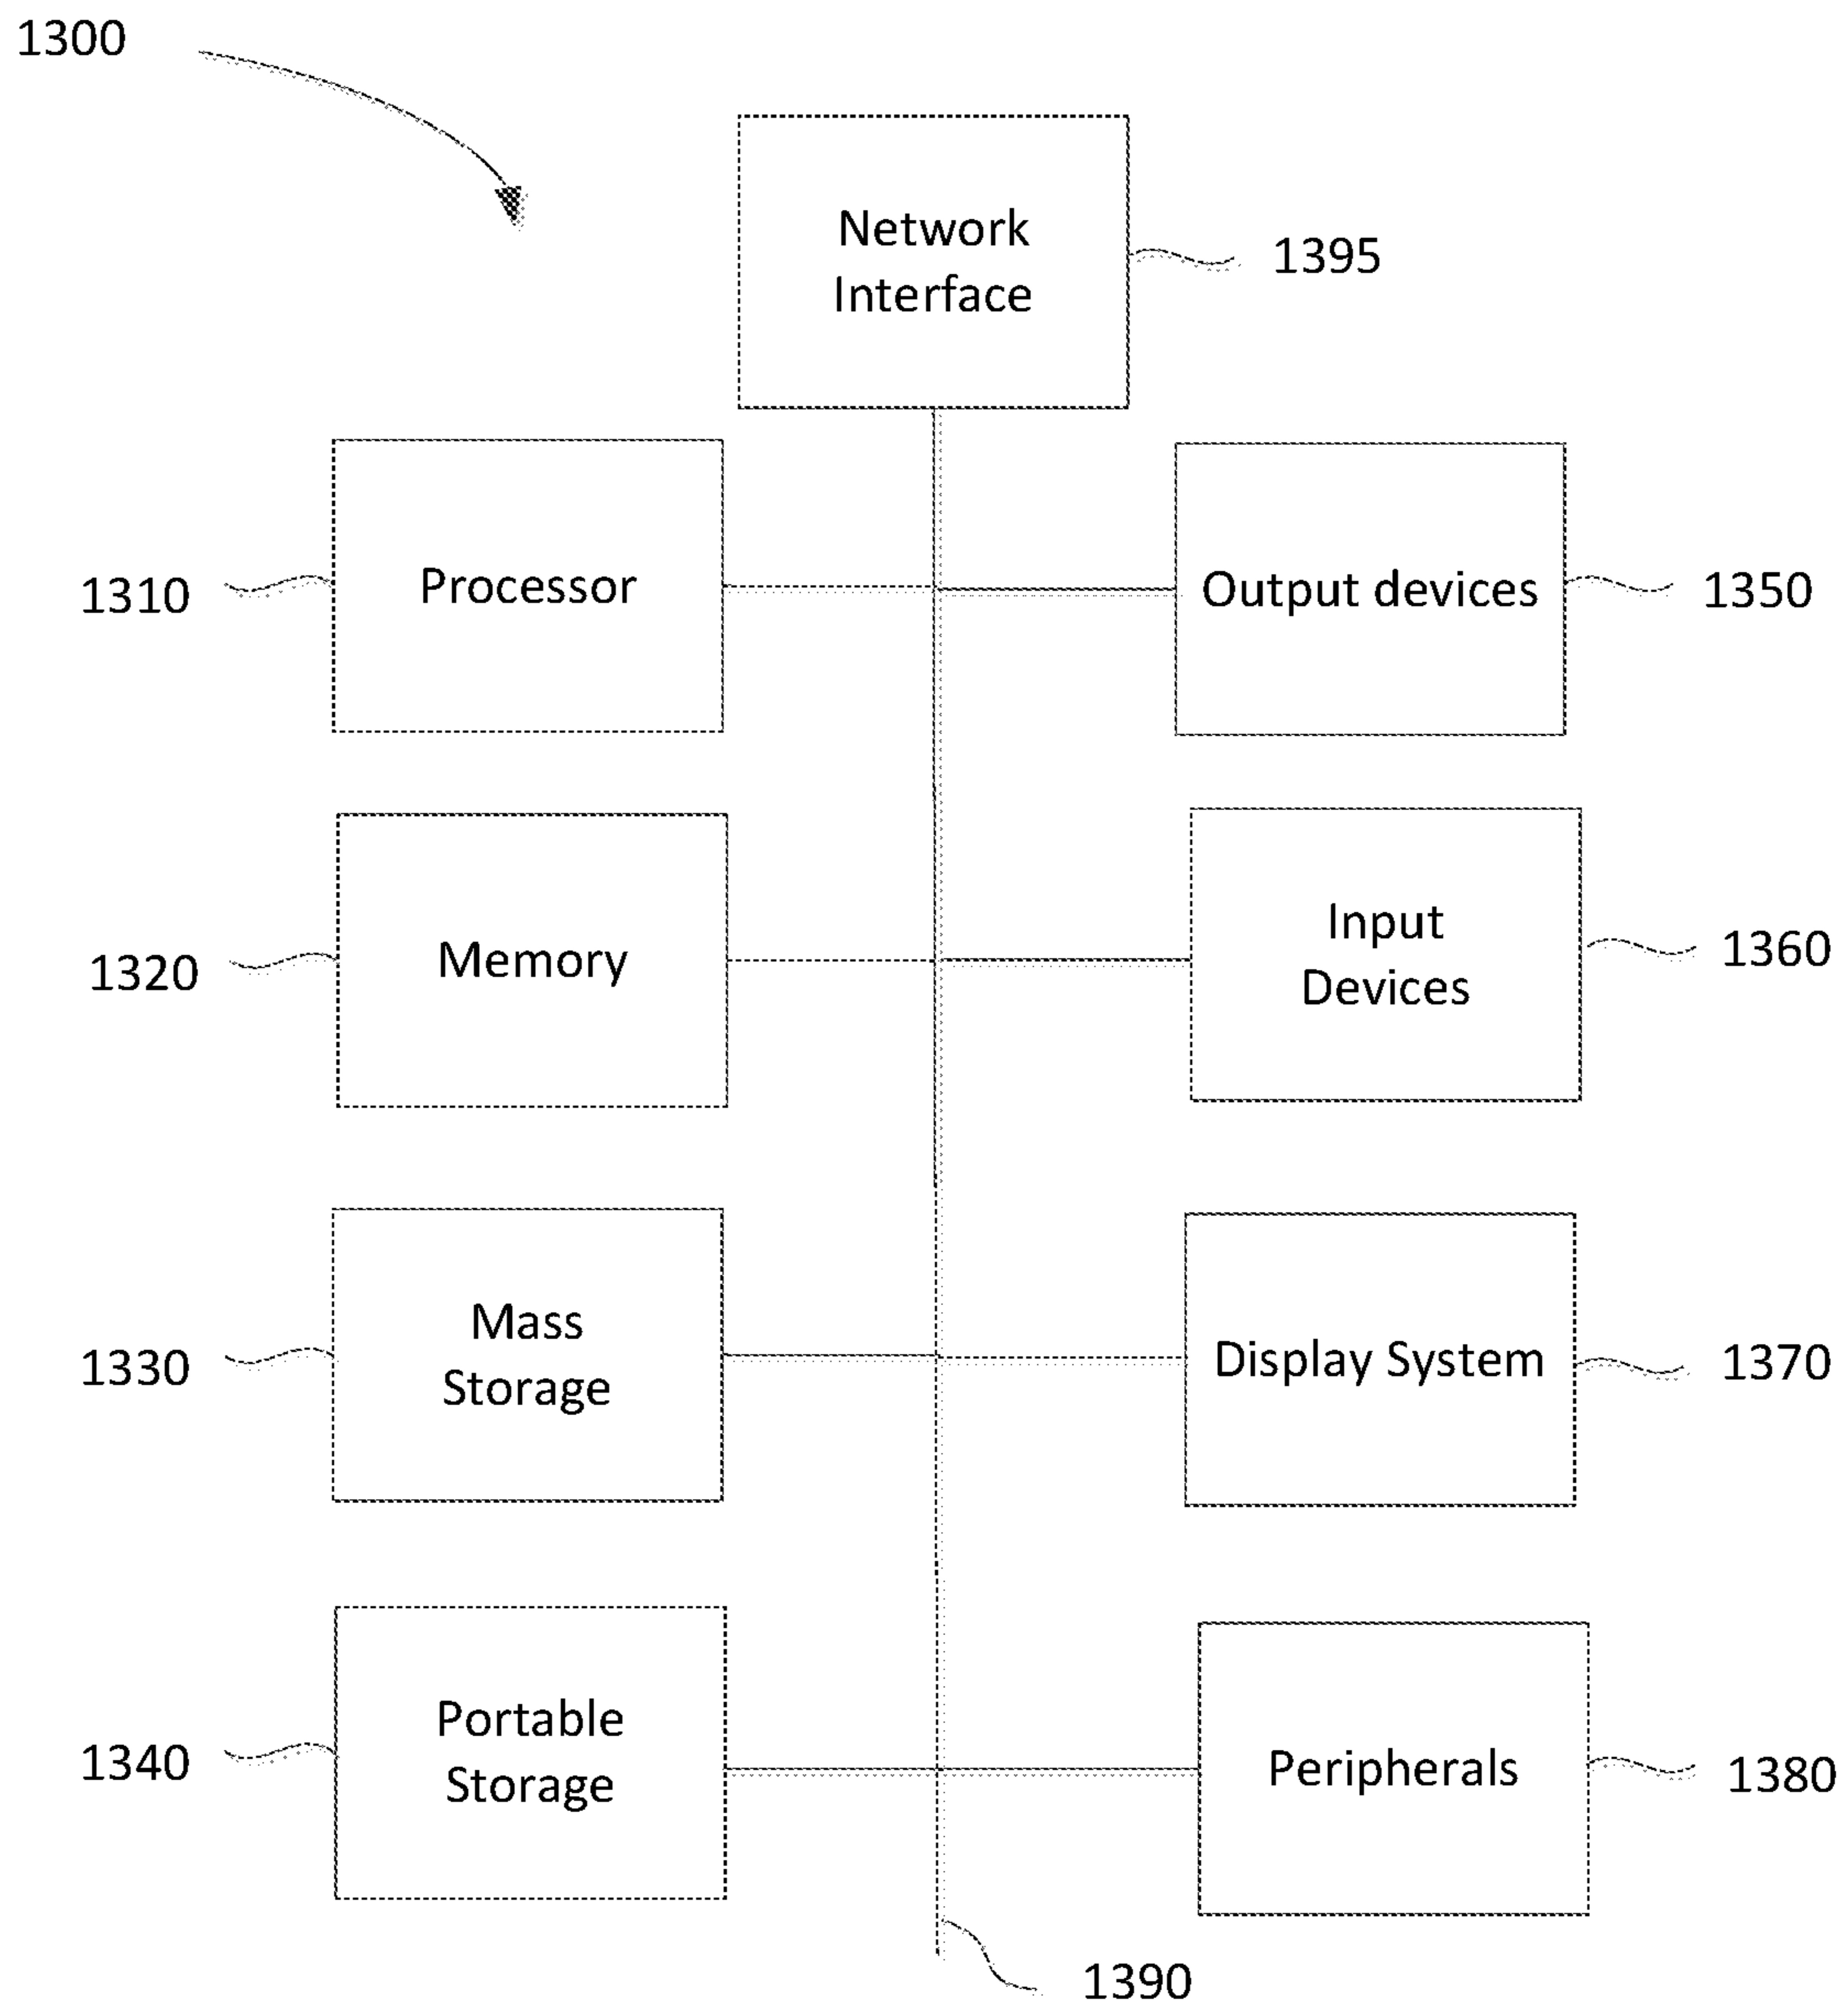 1300
Network
Interface
1395
Processor
1310
Output devices
1350
Memory
1320
Input
Devices
1360
Mass
Storage
1330
Display System
1370
Portable
Storage
1340
Peripherals
1380
1390